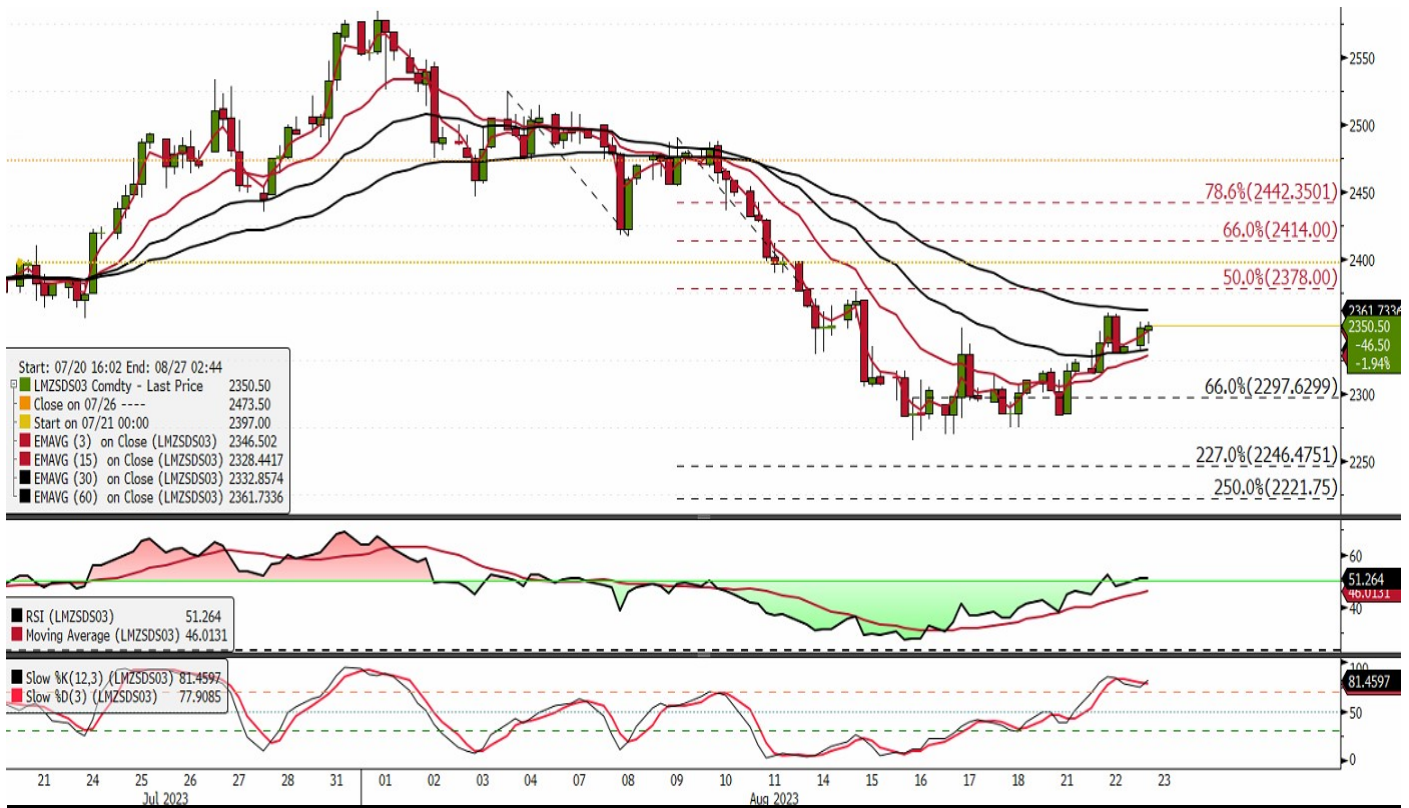 2550
2500
2450
2400
2350
2300
2250
78.6%(2442.3501)
66.0%(2414.00)
50.0%(2378.00)
2361.7336
2350.50
-46.50
-1.94%
66.0%(2297.6299)
227.0%(2246.4751)
250.0%(2221.75)
Start: 07/20 16:02 End: 08/27 02:44
LMZSDS03 Comdty - Last Price 2350.50
Close on 07/26 ---- 2473.50
Start on 07/21 00:00 2397.00
EMAVG (3) on Close (LMZSDS03) 2346.502
EMAVG (15) on Close (LMZSDS03) 2328.4417
EMAVG (30) on Close (LMZSDS03) 2332.8574
EMAVG (60) on Close (LMZSDS03) 2361.7336
60
51.264
46.0131
40
RSI (LMZSDS03) 51.264
Moving Average (LMZSDS03) 46.0131
100
81.4597
50
0
Slow %K(12,3) (LMZSDS03) 81.4597
Slow %D(3) (LMZSDS03) 77.9085
21 24 25 26 27 28 31 01 02 03 04 07 08 09 10 11 14 15 16 17 18 21 22 23
Jul 2023 Aug 2023